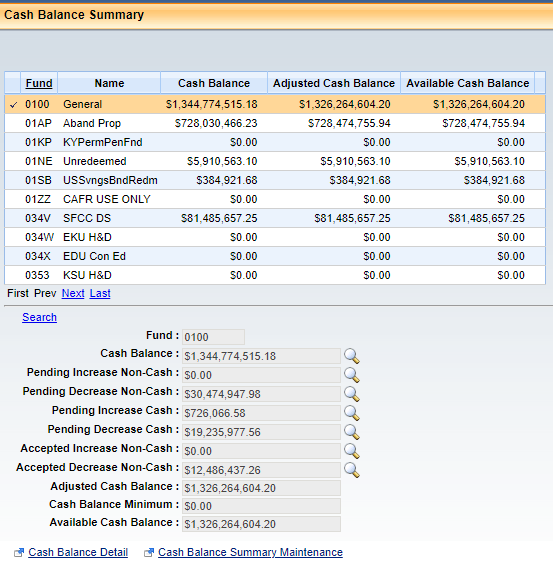 Cash Balance Summary
Fund Name Cash Balance Adjusted Cash Balance Available Cash Balance
✓ 0100 General $1,344,774,515.18 $1,326,264,604.20 $1,326,264,604.20
01AP Aband Prop $728,030,466.23 $728,474,755.94 $728,474,755.94
01KP KYPermPenFnd $0.00 $0.00 $0.00
01NE Unredeemed $5,910,563.10 $5,910,563.10 $5,910,563.10
01SB USSvngsBndRedm $384,921.68 $384,921.68 $384,921.68
01ZZ CAFR USE ONLY $0.00 $0.00 $0.00
034V SFCC DS $81,485,657.25 $81,485,657.25 $81,485,657.25
034W EKU H&D $0.00 $0.00 $0.00
034X EDU Con Ed $0.00 $0.00 $0.00
0353 KSU H&D $0.00 $0.00 $0.00
First Prev Next Last
Search
Fund : 0100
Cash Balance : $1,344,774,515.18
Pending Increase Non-Cash : $0.00
Pending Decrease Non-Cash : $30,474,947.98
Pending Increase Cash : $726,066.58
Pending Decrease Cash : $19,235,977.56
Accepted Increase Non-Cash : $0.00
Accepted Decrease Non-Cash : $12,486,437.26
Adjusted Cash Balance : $1,326,264,604.20
Cash Balance Minimum : $0.00
Available Cash Balance : $1,326,264,604.20
Cash Balance Detail Cash Balance Summary Maintenance